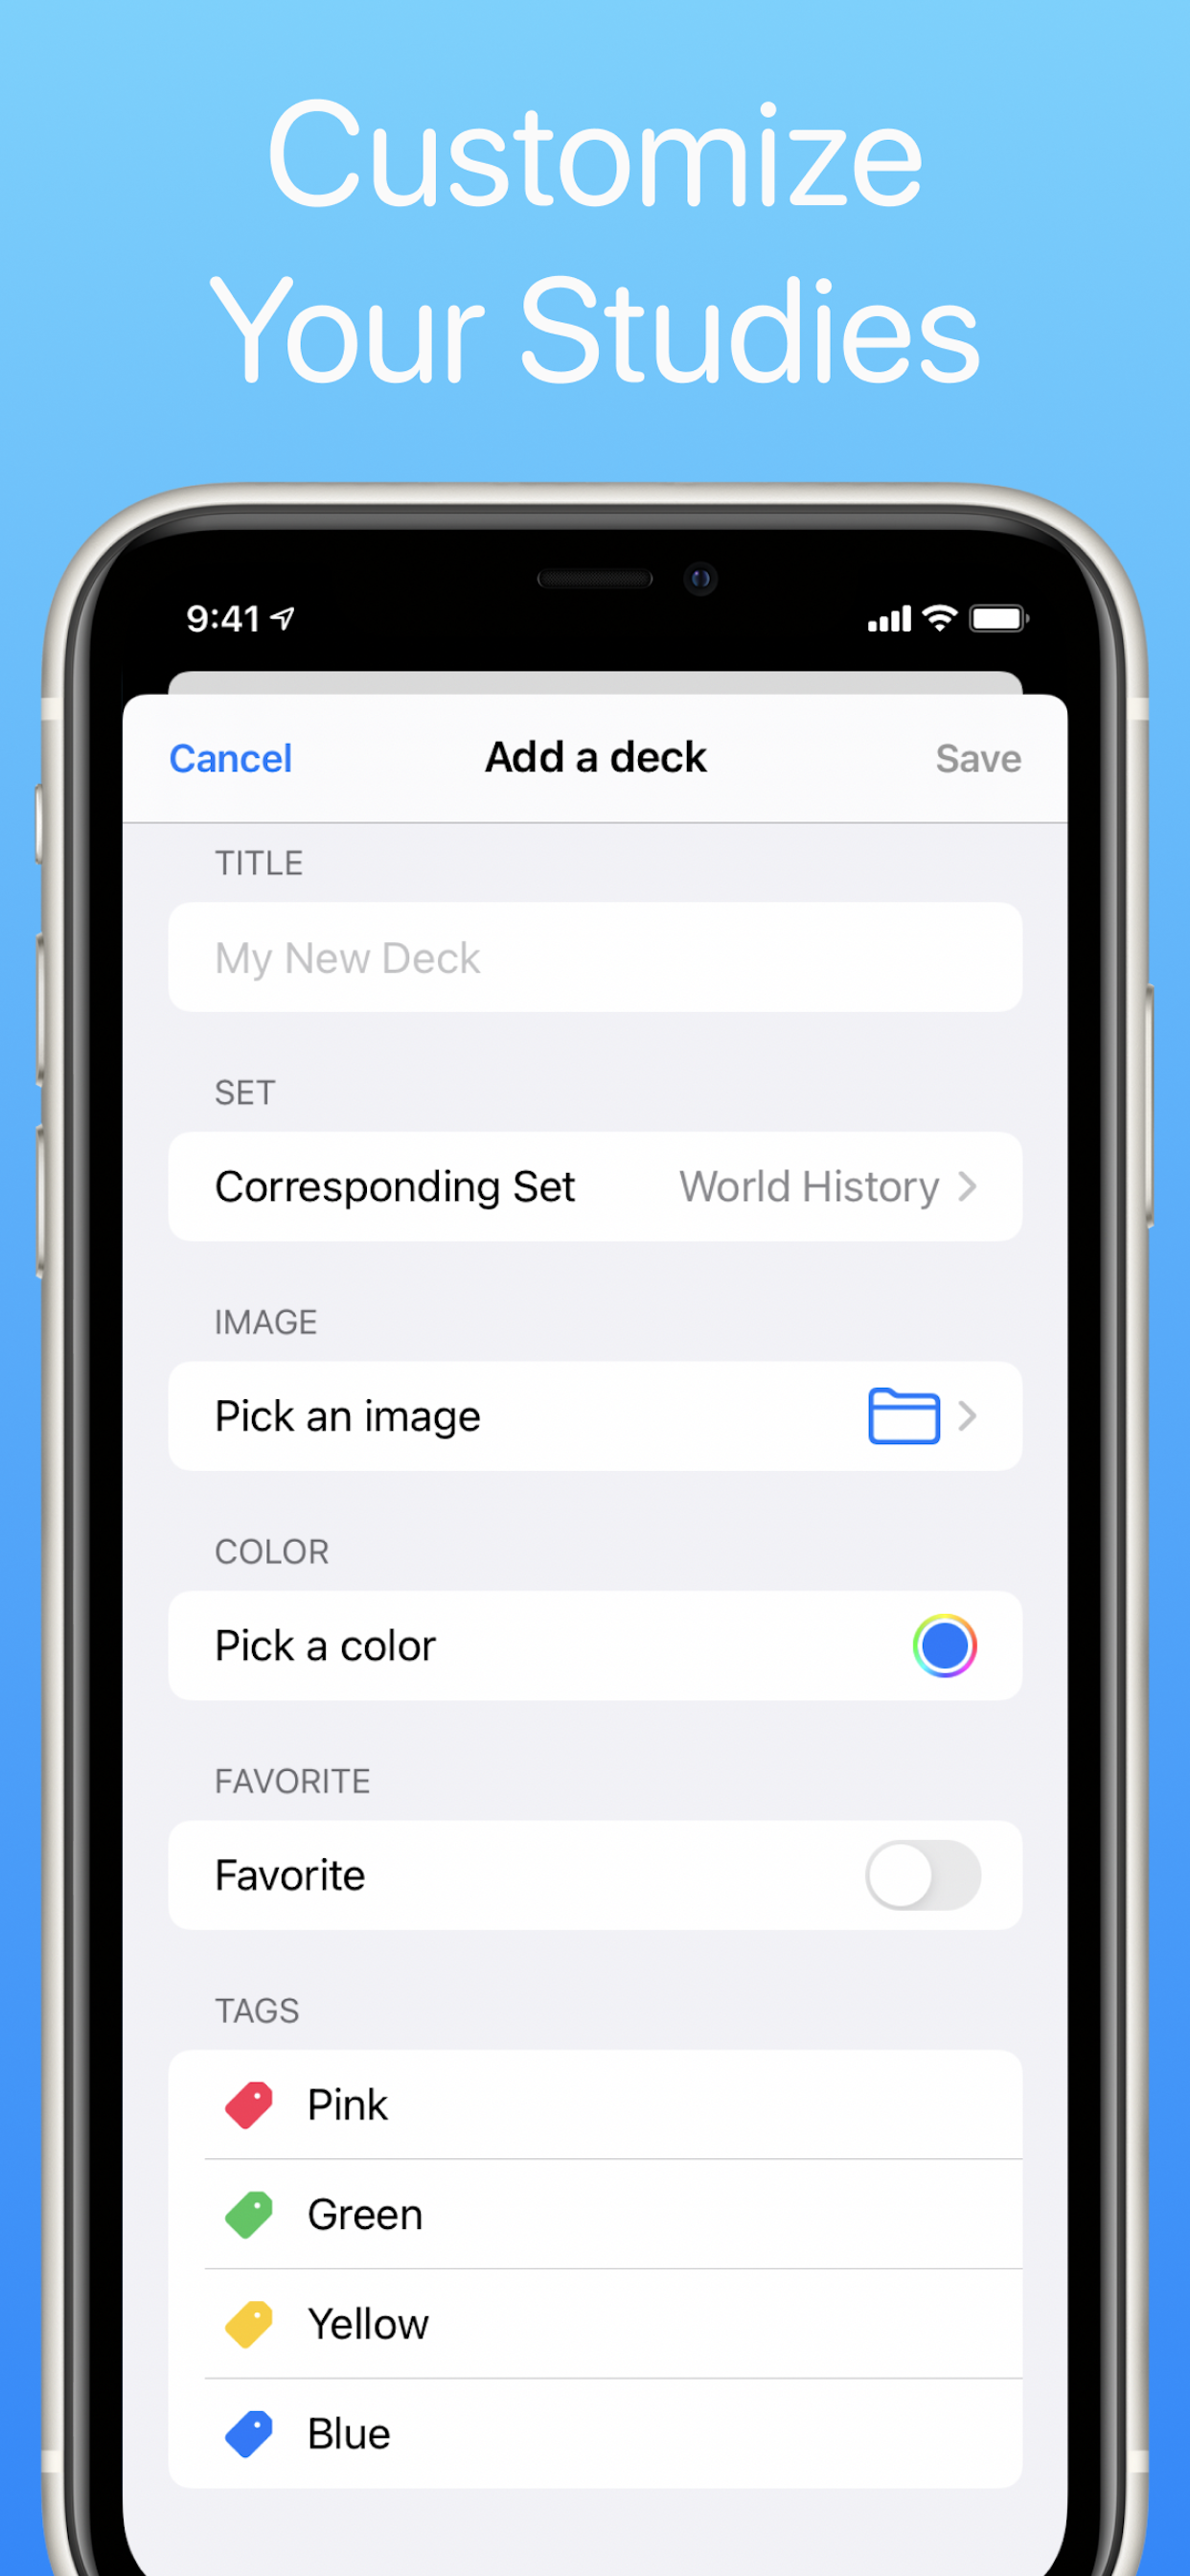 Customize
Your Studies
9:41
Cancel Add a deck Save
TITLE
My New Deck
SET
Corresponding Set World History
IMAGE
Pick an image
COLOR
Pick a color
FAVORITE
Favorite
TAGS
Pink
Green
Yellow
Blue